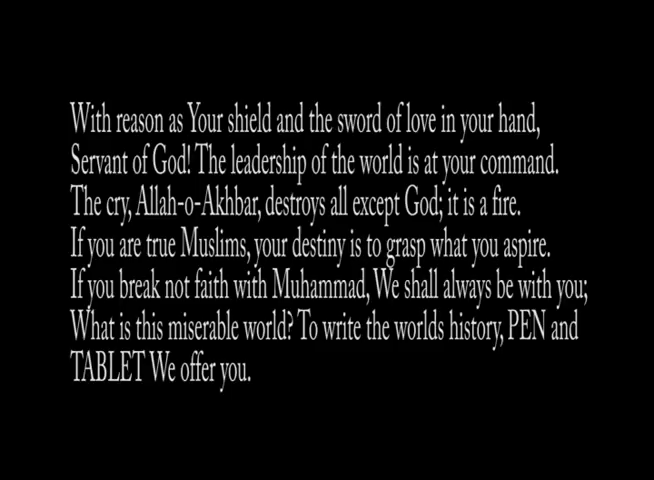 With reason as Your shield and the sword of love in your hand,
Servant of God! The leadership of the world is at your command.
The cry, Allah-o-Akhbar, destroys all except God; it is a fire.
If you are true Muslims, your destiny is to grasp what you aspire.
If you break not faith with Muhammad, We shall always be with you;
What is this miserable world? To write the worlds history, PEN and
TABLET We offer you.